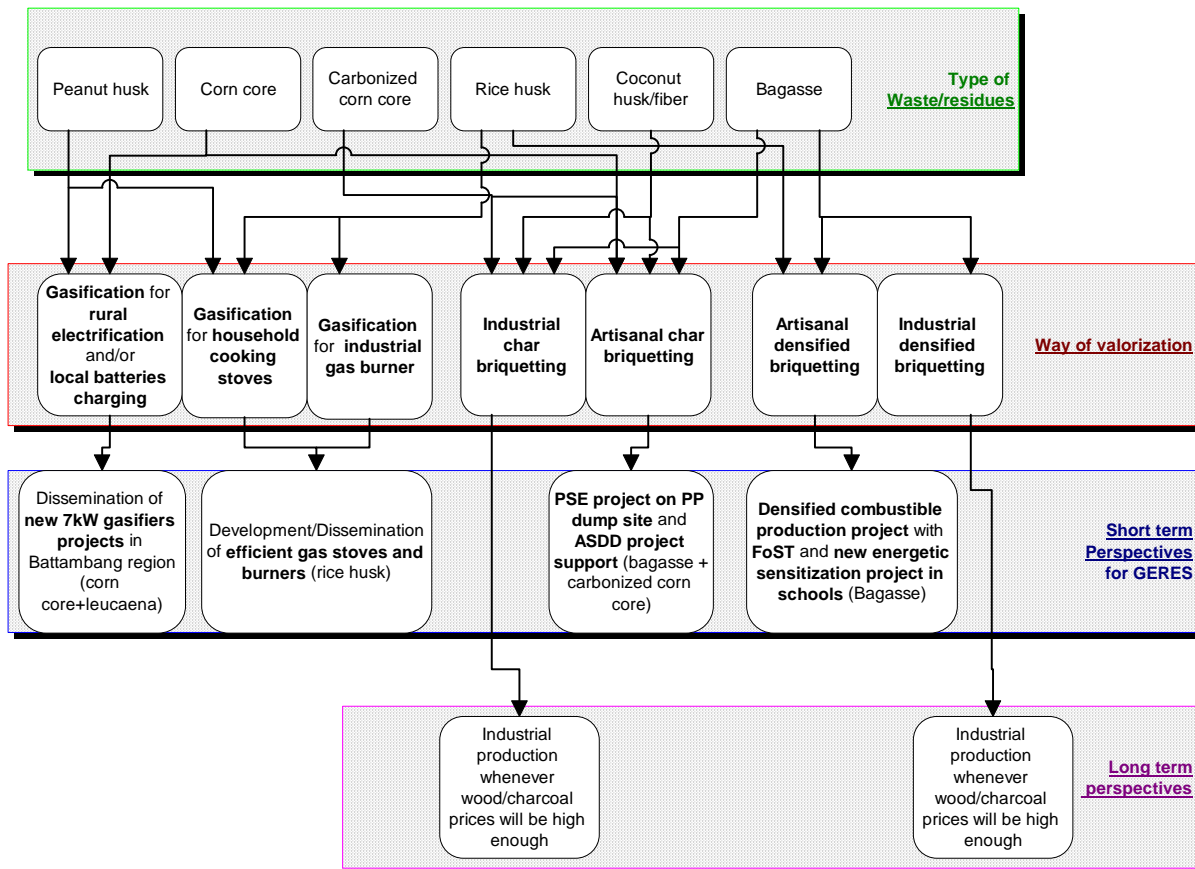 Peanut husk
Corn core
Carbonized
corn core
Rice husk
Coconut
husk/fiber
Bagasse
Type of
Waste/residues
Gasification for
rural
electrification
and/or
local batteries
charging
Gasification
for household
cooking
stoves
Gasification
for industrial
gas burner
Industrial
char
briquetting
Artisanal char
briquetting
Artisanal
densified
briquetting
Industrial
densified
briquetting
Way of valorization
Dissemination of
new 7kW gasifiers
projects in
Battambang region
(corn
core+leucaena)
Development/Dissemination
of efficient gas stoves and
burners (rice husk)
PSE project on PP
dump site and
ASDD project
support (bagasse +
carbonized corn
core)
Densified combustible
production project with
FoST and new energetic
sensitization project in
schools (Bagasse)
Short term
Perspectives
for GERES
Industrial
production
whenever
wood/charcoal
prices will be high
enough
Industrial
production
whenever
wood/charcoal
prices will be high
enough
Long term
perspectives